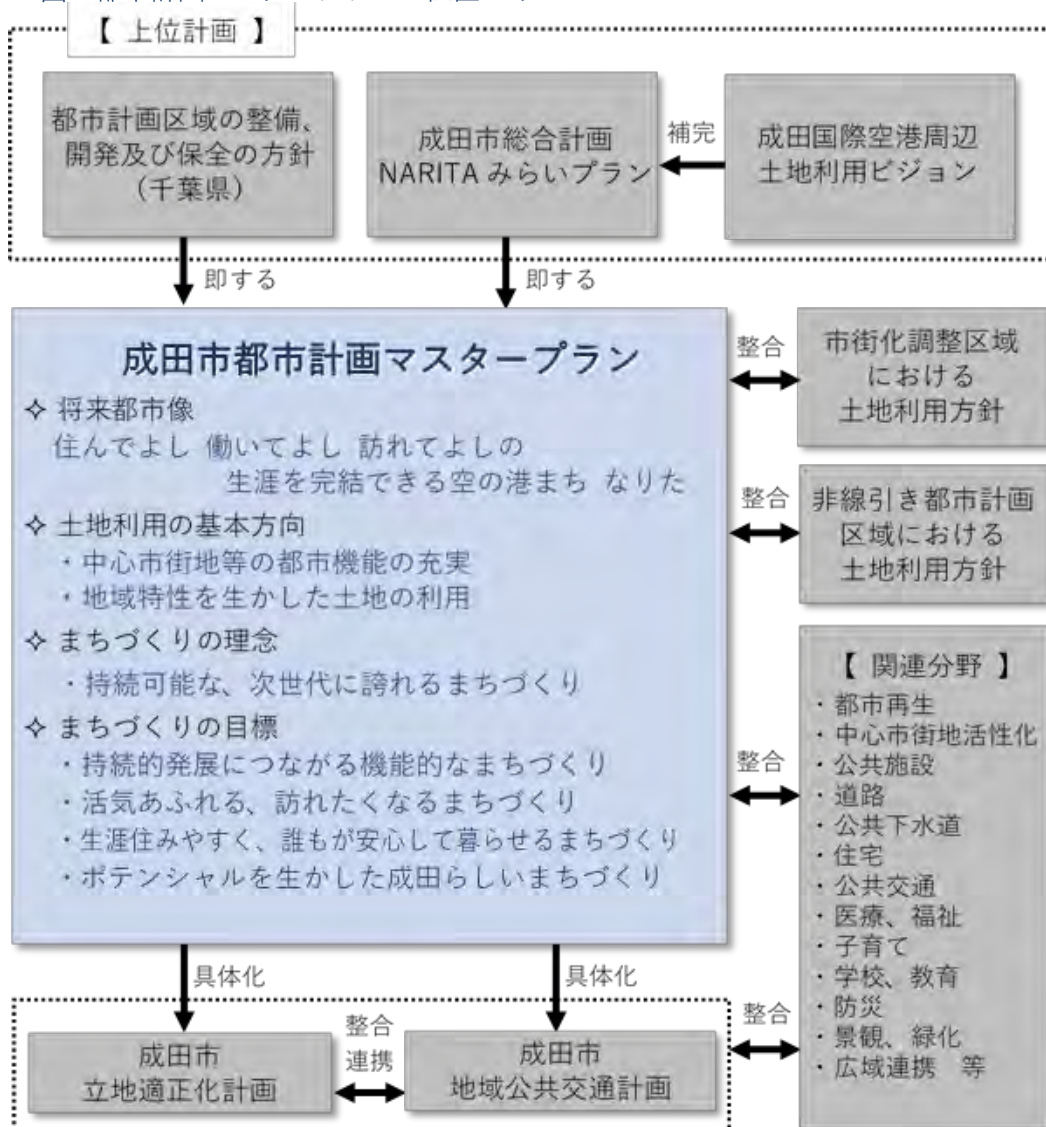 【 上位計画 】
都市計画区域の整備、
開発及び保全の方針
(千葉県)
成田市総合計画
NARITA みらいプラン
補完
成田国際空港周辺
土地利用ビジョン
即する
即する
成田市都市計画マスタープラン
✧ 将来都市像
住んでよし 働いてよし 訪れてよしの
生涯を完結できる空の港まち なりた
✧ 土地利用の基本方向
・中心市街地等の都市機能の充実
・地域特性を生かした土地の利用
✧ まちづくりの理念
・持続可能な、次世代に誇れるまちづくり
✧ まちづくりの目標
・持続的発展につながる機能的なまちづくり
・活気あふれる、訪れたくなるまちづくり
・生涯住みやすく、誰もが安心して暮らせるまちづくり
・ポテンシャルを生かした成田らしいまちづくり
整合
市街化調整区域
における
土地利用方針
整合
非線引き都市計画
区域における
土地利用方針
整合
【 関連分野 】
・都市再生
・中心市街地活性化
・公共施設
・道路
・公共下水道
・住宅
・公共交通
・医療、福祉
・子育て
・学校、教育
・防災
・景観、緑化
・広域連携 等
具体化
具体化
成田市
立地適正化計画
整合
連携
成田市
地域公共交通計画
整合